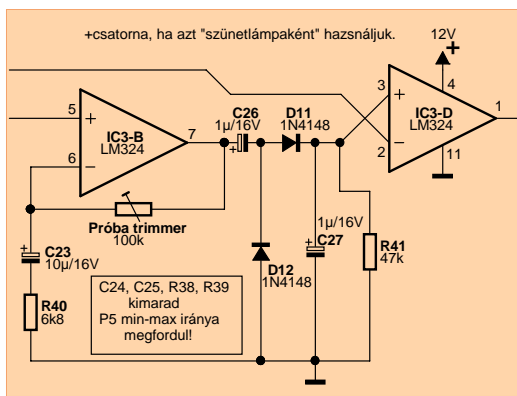 +csatorna, ha azt "szünetlámpaként" hazsnáljuk.
12V
+
5
+
IC3-B
LM324
7
6
−
C26
1µ/16V
+
D11
1N4148
3
+
4
IC3-D
LM324
1
2
−
11
Próba trimmer
100k
+
C23
10µ/16V
R40
6k8
C24, C25, R38, R39
kimarad
P5 min-max iránya
megfordul!
D12
1N4148
1µ/16V
+
C27
R41
47k